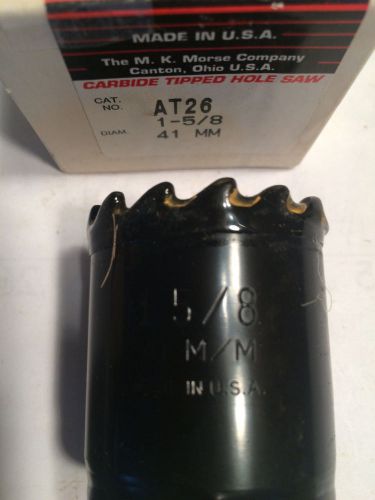 MADE IN U.S.A.
The M. K. Morse Company
Canton, Ohio U.S.A.
CARBIDE TIPPED HOLE SAW
CAT. NO. AT26
1-5/8
DIAM. 41 MM
5/8
M/M
IN U.S.A.